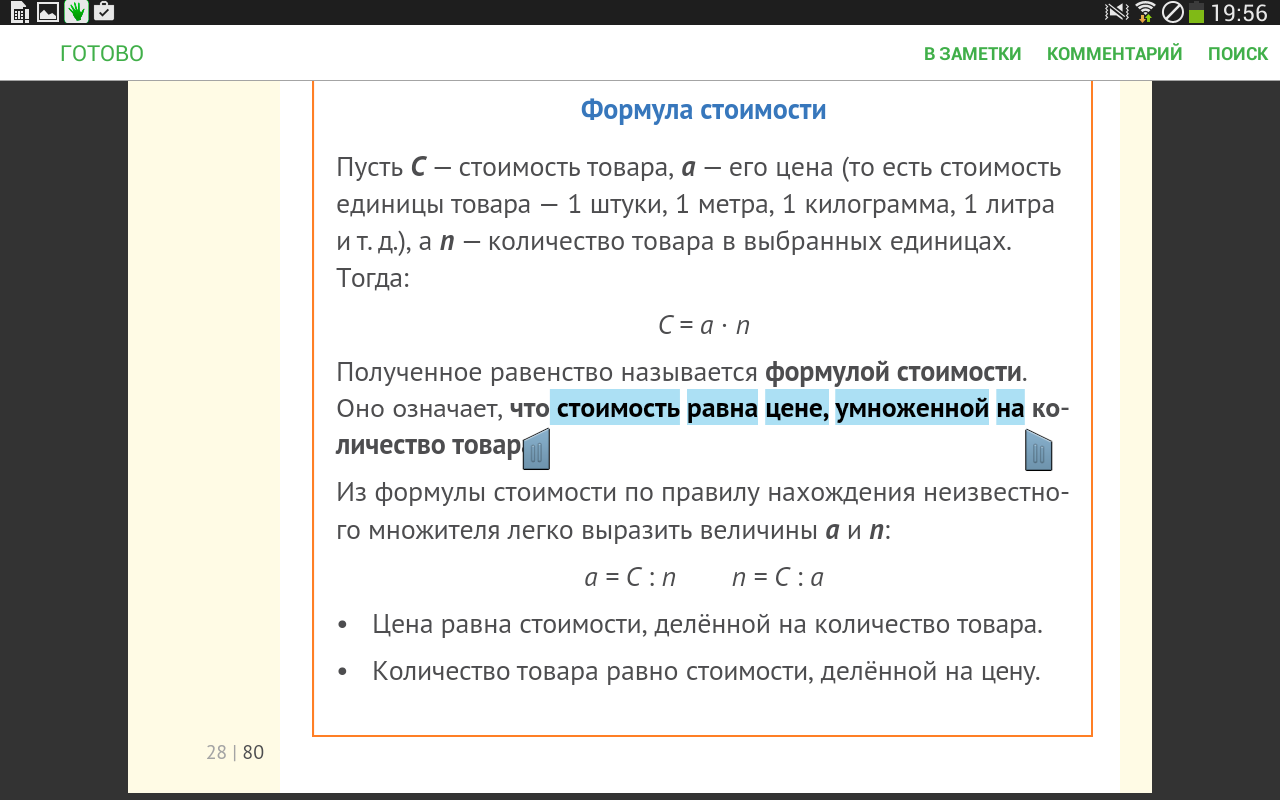 19:56
ГОТОВО
В ЗАМЕТКИ КОММЕНТАРИЙ ПОИСК
Формула стоимости
Пусть C — стоимость товара, a — его цена (то есть стоимость
единицы товара — 1 штуки, 1 метра, 1 килограмма, 1 литра
и т. д.), а n — количество товара в выбранных единицах.
Тогда:
C = a · n
Полученное равенство называется формулой стоимости.
Оно означает, что стоимость равна цене, умноженной на ко-
личество товара
Из формулы стоимости по правилу нахождения неизвестно-
го множителя легко выразить величины a и n:
a = C : n n = C : a
• Цена равна стоимости, делённой на количество товара.
• Количество товара равно стоимости, делённой на цену.
28 | 80